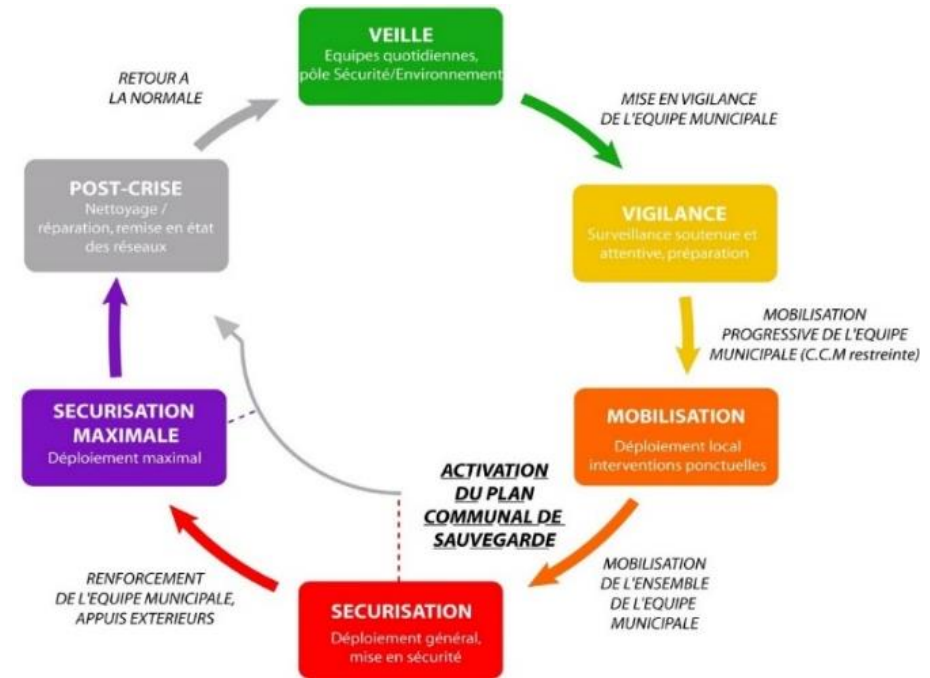 VEILLE
Equipes quotidiennes,
pôle Sécurité/Environnement
MISE EN VIGILANCE
DE L'EQUIPE MUNICIPALE
VIGILANCE
Surveillance soutenue et
attentive, préparation
MOBILISATION
PROGRESSIVE DE L'EQUIPE
MUNICIPALE (C.C.M restreinte)
MOBILISATION
Déploiement local
interventions ponctuelles
MOBILISATION
DE L'ENSEMBLE
DE L'EQUIPE
MUNICIPALE
ACTIVATION
DU PLAN
COMMUNAL DE
SAUVEGARDE
SECURISATION
Déploiement général,
mise en sécurité
RENFORCEMENT
DE L'EQUIPE MUNICIPALE,
APPUIS EXTERIEURS
SECURISATION
MAXIMALE
Déploiement maximal
POST-CRISE
Nettoyage /
réparation, remise en état
des réseaux
RETOUR A
LA NORMALE